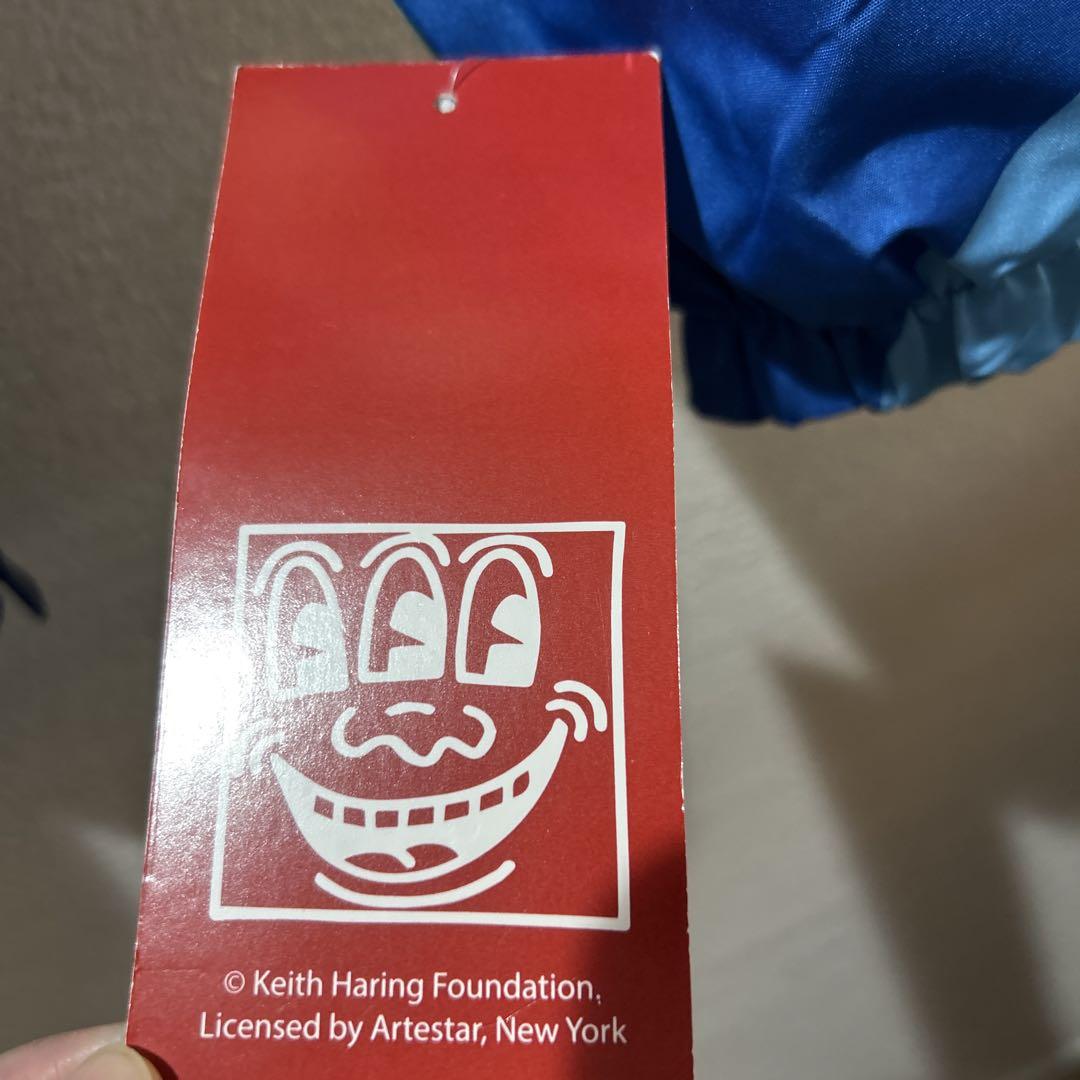 © Keith Haring Foundation,
Licensed by Artestar, New York